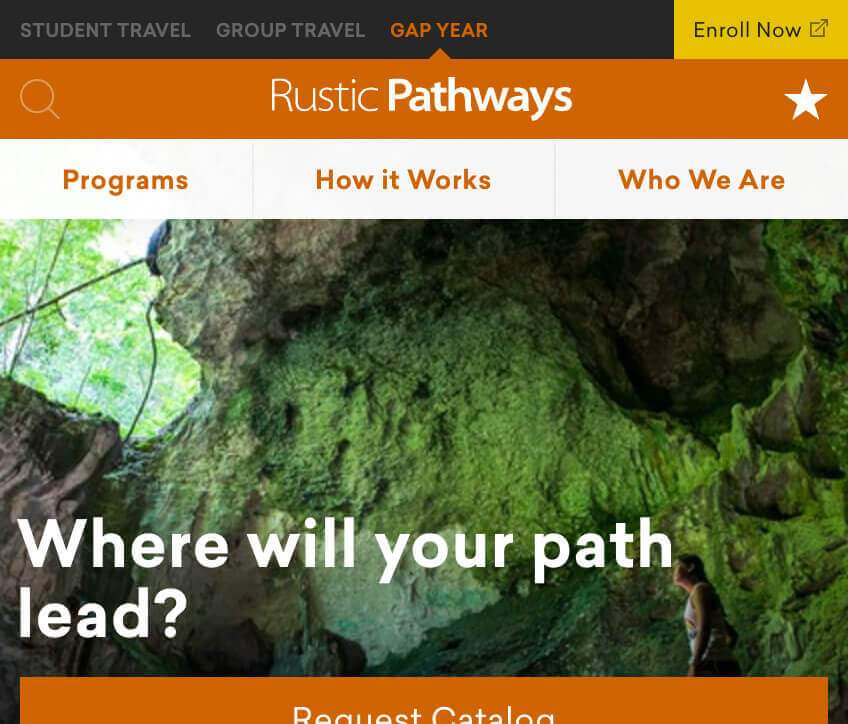 STUDENT TRAVEL GROUP TRAVEL GAP YEAR Enroll Now
Rustic Pathways
Programs How it Works Who We Are
Where will your path
lead?
Request Catalog